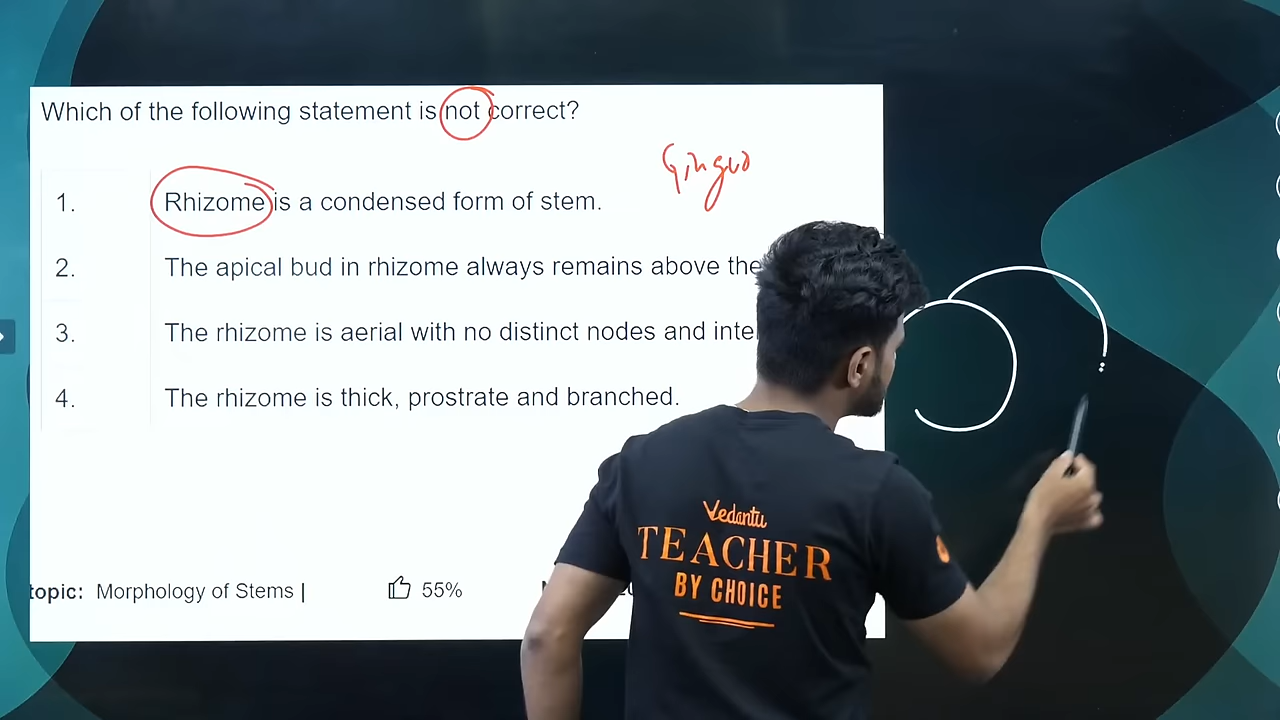 Which of the following statement is not correct?
1. Rhizome is a condensed form of stem.
2. The apical bud in rhizome always remains above the
3. The rhizome is aerial with no distinct nodes and
4. The rhizome is thick, prostrate and branched.
topic: Morphology of Stems |
55%
Vedantu
TEACHER
BY CHOICE